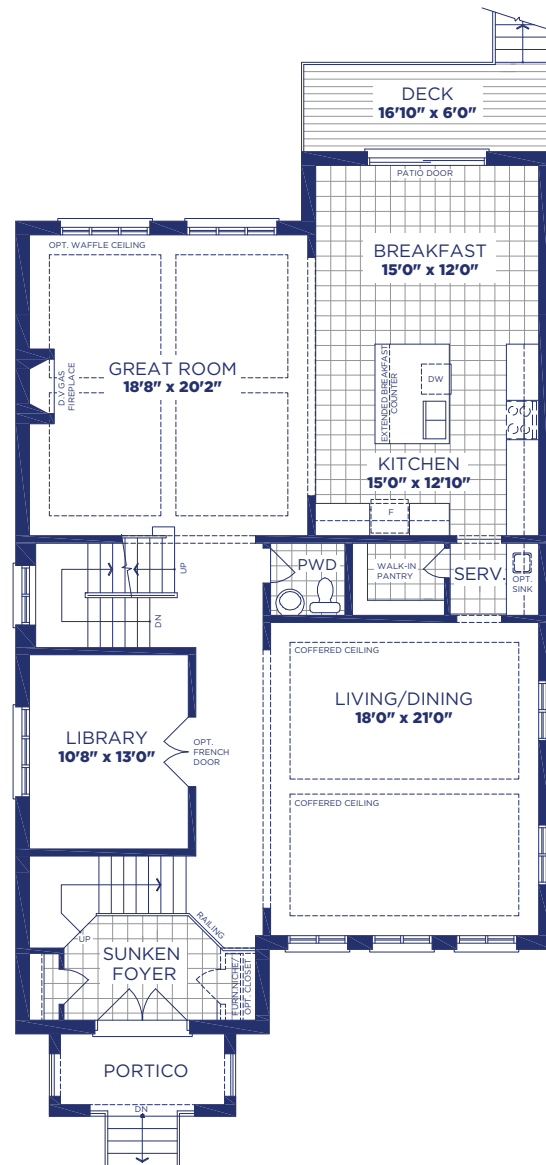 DECK
16'10" x 6'0"
PATIO DOOR
BREAKFAST
15'0" x 12'0"
OPT. WAFFLE CEILING
GREAT ROOM
18'8" x 20'2"
D.V GAS
FIREPLACE
EXTENDED BREAKFAST
COUNTER
DW
KITCHEN
15'0" x 12'10"
F
UP
DN
PWD
WALK-IN
PANTRY
SERV.
OPT.
SINK
COFFERED CEILING
LIVING/DINING
18'0" x 21'0"
LIBRARY
10'8" x 13'0"
OPT.
FRENCH
DOOR
COFFERED CEILING
RAILING
UP
SUNKEN
FOYER
FURN.NICHE/
OPT. CLOSET
PORTICO
DN